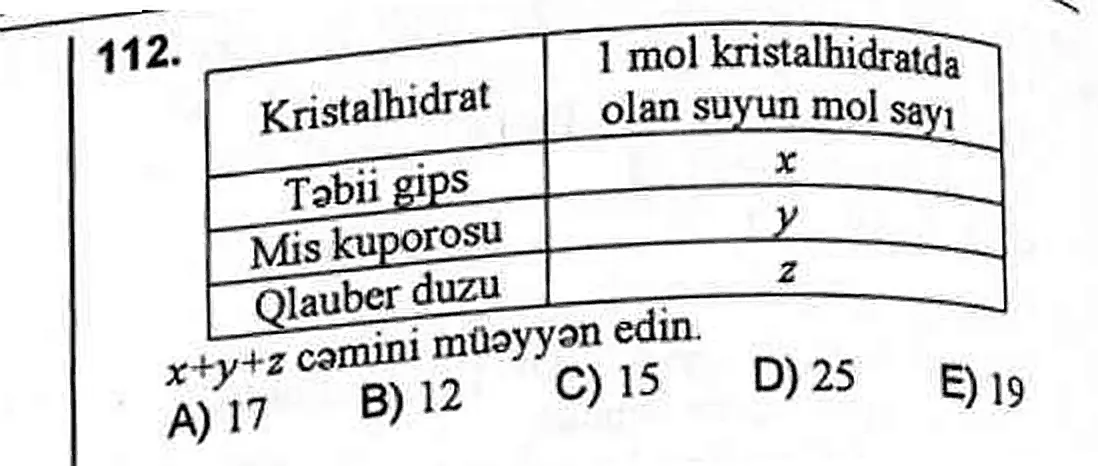 112.
Kristalhidrat
1 mol kristalhidratda
olan suyun mol sayı
Təbii gips
x
Mis kuporosu
y
Qlauber duzu
z
x+y+z cəmini müəyyən edin.
A) 17 B) 12 C) 15 D) 25 E) 19